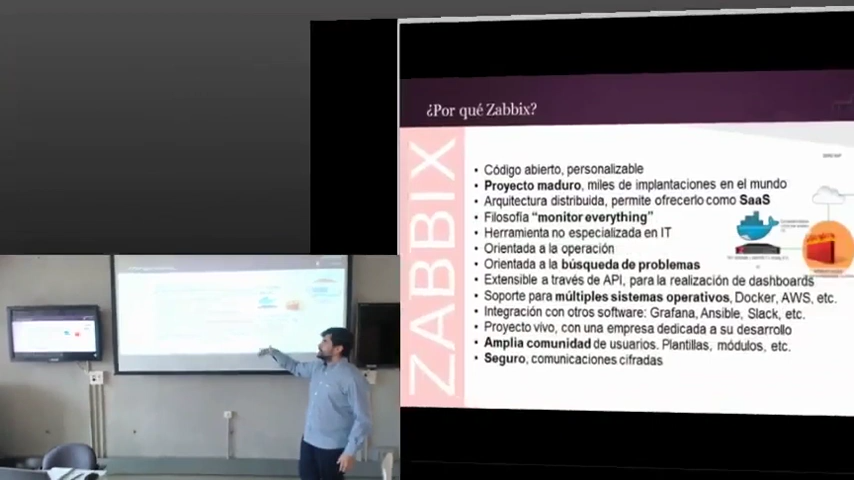 ¿Por qué Zabbix?
ZABBIX
• Código abierto, personalizable
• Proyecto maduro, miles de implantaciones en el mundo
• Arquitectura distribuida, permite ofrecerlo como SaaS
• Filosofía "monitor everything"
• Herramienta no especializada en IT
• Orientada a la operación
• Orientada a la búsqueda de problemas
• Extensible a través de API, para la realización de dashboards
• Soporte para múltiples sistemas operativos, Docker, AWS, etc.
• Integración con otros software: Grafana, Ansible, Slack, etc.
• Proyecto vivo, con una empresa dedicada a su desarrollo
• Amplia comunidad de usuarios. Plantillas, módulos, etc.
• Seguro, comunicaciones cifradas